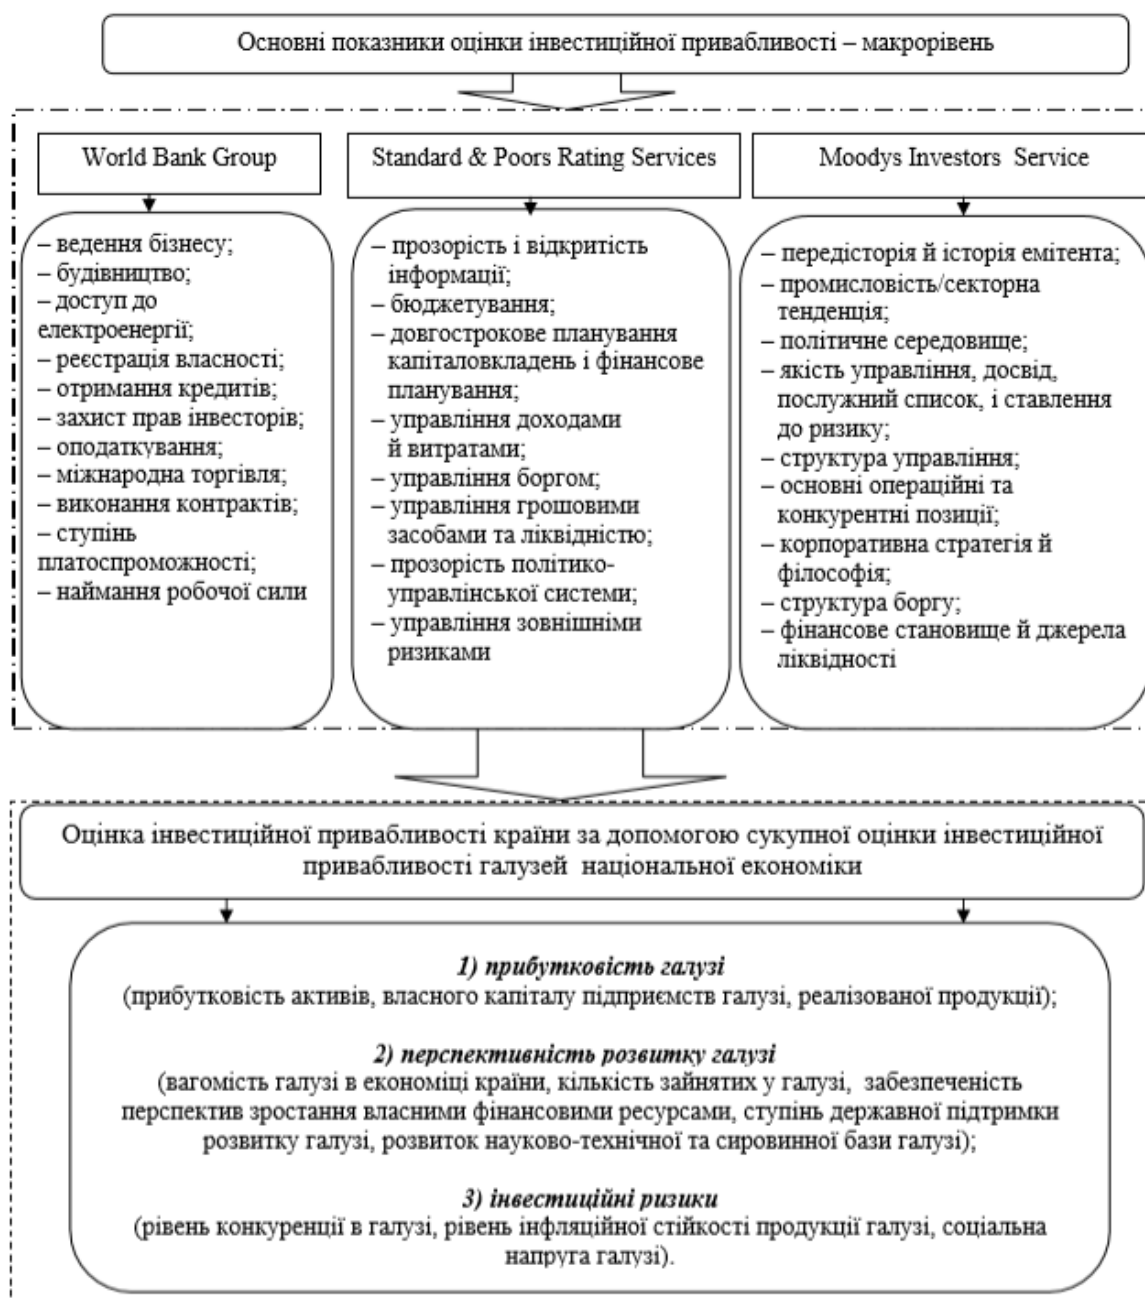 Основні показники оцінки інвестиційної привабливості – макрорівень
World Bank Group
– ведення бізнесу;
– будівництво;
– доступ до
електроенергії;
– реєстрація власності;
– отримання кредитів;
– захист прав інвесторів;
– оподаткування;
– міжнародна торгівля;
– виконання контрактів;
– ступінь
платоспроможності;
– наймання робочої сили
Standard & Poors Rating Services
– прозорість і відкритість
інформації;
– бюджетування;
– довгострокове планування
капіталовкладень і фінансове
планування;
– управління доходами
й витратами;
– управління боргом;
– управління грошовими
засобами та ліквідністю;
– прозорість політико-
управлінської системи;
– управління зовнішніми
ризиками
Moodys Investors Service
– передісторія й історія емітента;
– промисловість/секторна
тенденція;
– політичне середовище;
– якість управління, досвід,
послужний список, і ставлення
до ризику;
– структура управління;
– основні операційні та
конкурентні позиції;
– корпоративна стратегія й
філософія;
– структура боргу;
– фінансове становище й джерела
ліквідності
Оцінка інвестиційної привабливості країни за допомогою сукупної оцінки інвестиційної
привабливості галузей національної економіки
1) прибутковість галузі
(прибутковість активів, власного капіталу підприємств галузі, реалізованої продукції);
2) перспективність розвитку галузі
(вагомість галузі в економіці країни, кількість зайнятих у галузі, забезпеченість
перспектив зростання власними фінансовими ресурсами, ступінь державної підтримки
розвитку галузі, розвиток науково-технічної та сировинної бази галузі);
3) інвестиційні ризики
(рівень конкуренції в галузі, рівень інфляційної стійкості продукції галузі, соціальна
напруга галузі).